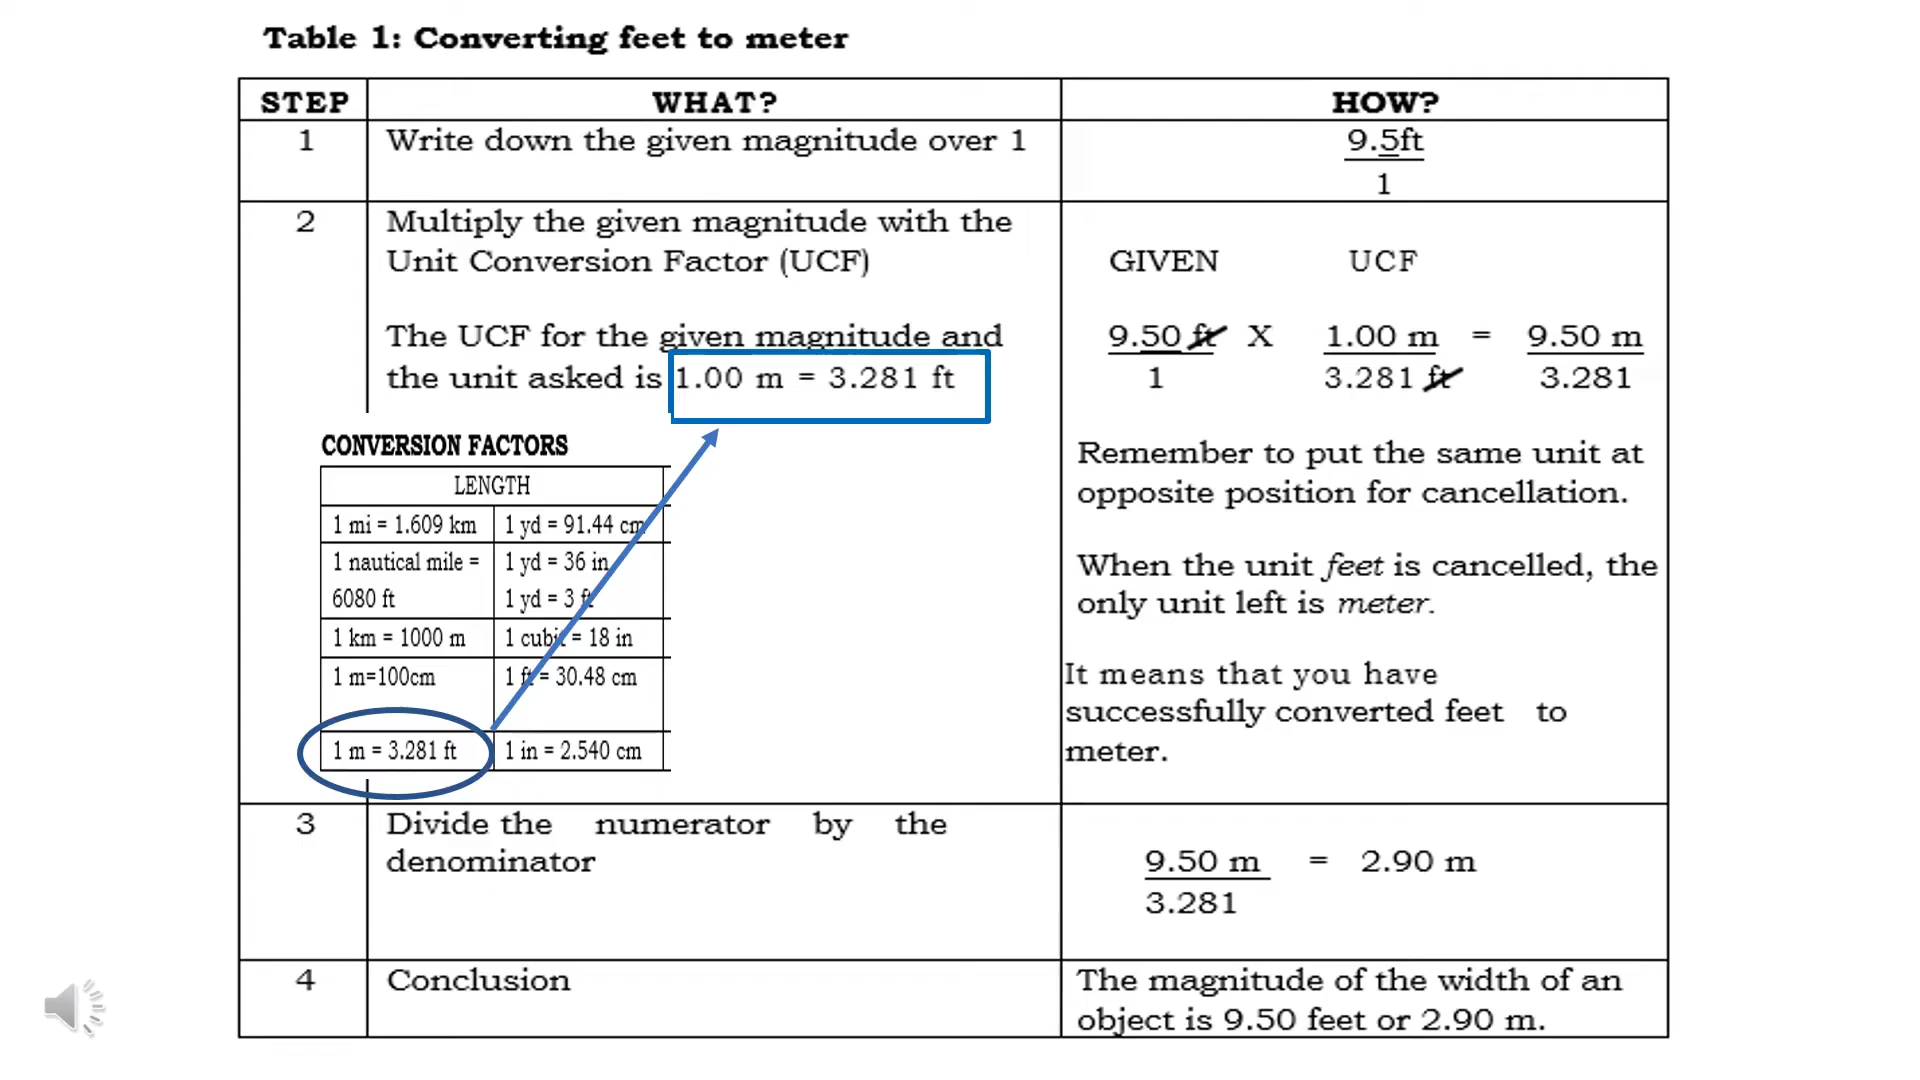 Table 1: Converting feet to meter
STEP WHAT? HOW?
1 Write down the given magnitude over 1 9.5ft
1
2 Multiply the given magnitude with the
Unit Conversion Factor (UCF)
The UCF for the given magnitude and
the unit asked is 1.00 m = 3.281 ft
CONVERSION FACTORS
LENGTH
1 mi = 1.609 km 1 yd = 91.44 cm
1 nautical mile = 1 yd = 36 in
6080 ft 1 yd = 3 ft
1 km = 1000 m 1 cubit = 18 in
1 m=100cm 1 ft = 30.48 cm
1 m = 3.281 ft 1 in = 2.540 cm
GIVEN UCF
9.50 ft X 1.00 m = 9.50 m
1 3.281 ft 3.281
Remember to put the same unit at
opposite position for cancellation.
When the unit feet is cancelled, the
only unit left is meter.
It means that you have
successfully converted feet to
meter.
3 Divide the numerator by the
denominator
9.50 m = 2.90 m
3.281
4 Conclusion
The magnitude of the width of an
object is 9.50 feet or 2.90 m.